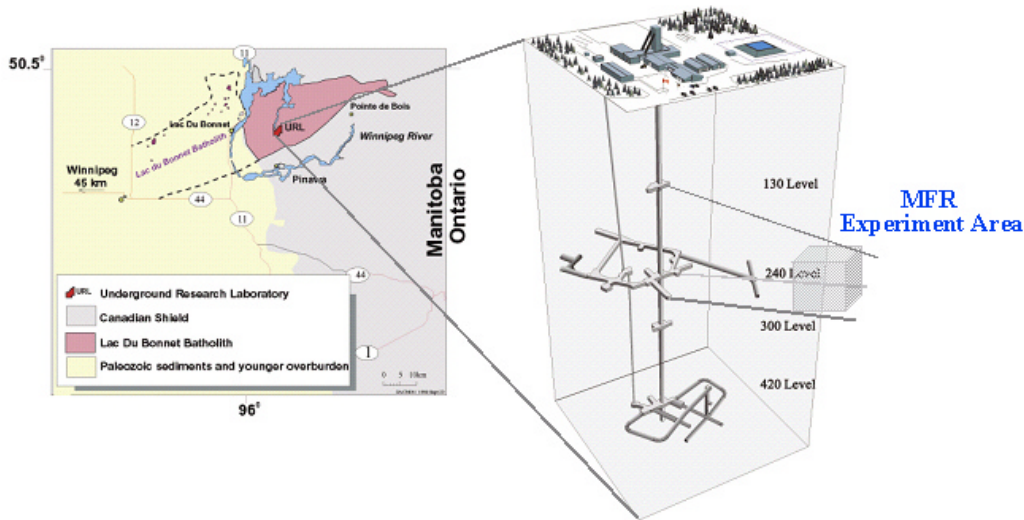 50.5°
11
12
Lac Du Bonnet
Pointe de Bois
URL
Winnipeg River
Lac du Bonnet Batholith
Winnipeg
45 km
Pinawa
44
11
Manitoba
Ontario
44
URL Underground Research Laboratory
Canadian Shield
Lac Du Bonnet Batholith
Paleozoic sediments and younger overburden
1
0 5 10km
96°
130 Level
MFR
Experiment Area
240 Level
300 Level
420 Level